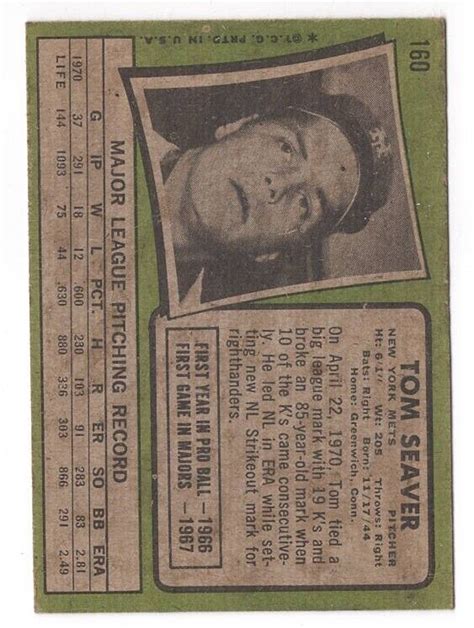 160
TOM SEAVER
NEW YORK METS PITCHER
Ht: 6-1½" Wt: 205 Throws: Right
Bats: Right Born: 11/17/44
Home: Greenwich, Conn.
On April 22, 1970, Tom tied a
big league mark with 19 K's and
broke an 85-year-old mark when
10 of the K's came consecutive-
ly. He led NL in ERA while set-
ting new NL Strikeout mark for
righthanders.
FIRST YEAR IN PRO BALL — 1966
FIRST GAME IN MAJORS — 1967
MAJOR LEAGUE PITCHING RECORD
G IP W L PCT. H R ER SO BB ERA
1970 37 291 18 12 .600 230 103 91 283 83 2.81
LIFE 144 1093 75 44 .630 880 336 303 866 291 2.49
* © T.C.G. PRTD. IN U.S.A.